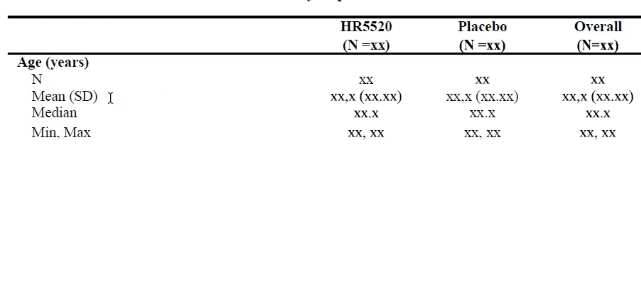 HR5520 Placebo Overall
(N =xx) (N =xx) (N=xx)
Age (years)
N xx xx xx
Mean (SD) xx,x (xx.xx) xx.x (xx.xx) xx,x (xx.xx)
Median xx.x xx.x xx.x
Min, Max xx, xx xx, xx xx, xx